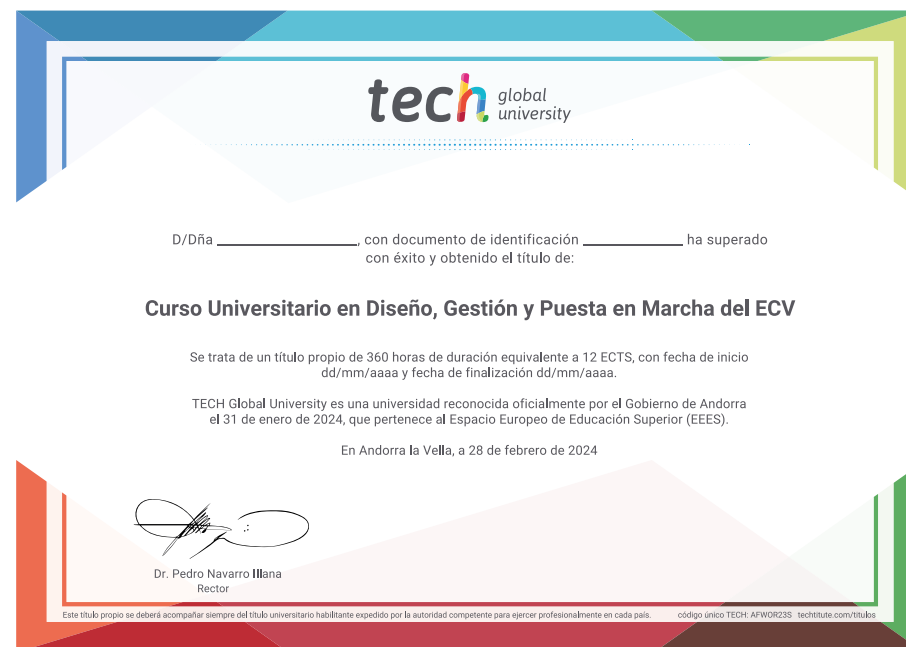 tech global university
D/Dña ____________________, con documento de identificación ______________ ha superado
con éxito y obtenido el título de:
Curso Universitario en Diseño, Gestión y Puesta en Marcha del ECV
Se trata de un título propio de 360 horas de duración equivalente a 12 ECTS, con fecha de inicio
dd/mm/aaaa y fecha de finalización dd/mm/aaaa.
TECH Global University es una universidad reconocida oficialmente por el Gobierno de Andorra
el 31 de enero de 2024, que pertenece al Espacio Europeo de Educación Superior (EEES).
En Andorra la Vella, a 28 de febrero de 2024
Dr. Pedro Navarro Illana
Rector
Este título propio se deberá acompañar siempre del título universitario habilitante expedido por la autoridad competente para ejercer profesionalmente en cada país. código único TECH: AFWOR23S techtitute.com/titulos